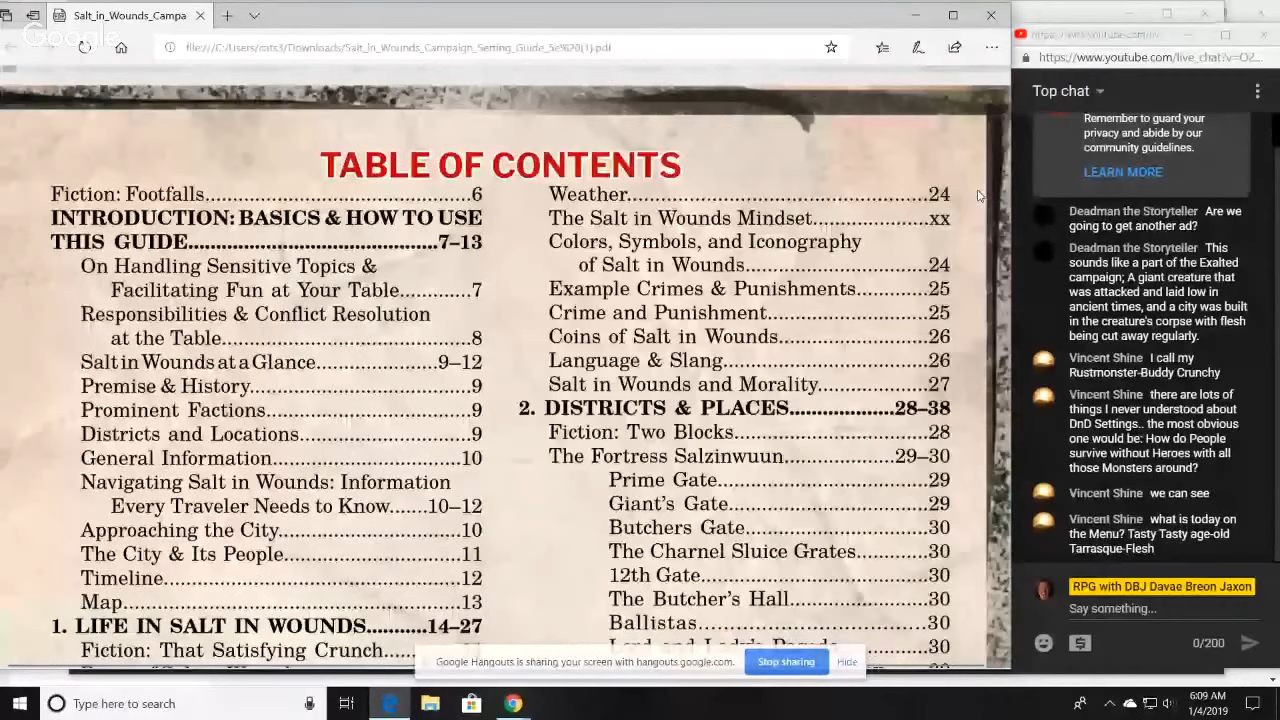 Salt_in_Wounds_Campa
Google
file:///C:/Users/cats3/Downloads/Salt_in_Wounds_Campaign_Setting_Guide_5e%20(1).pdf
https://www.youtube.com/live_chat?v=OZ...
TABLE OF CONTENTS
Fiction: Footfalls..........6
INTRODUCTION: BASICS & HOW TO USE
THIS GUIDE..........7–13
On Handling Sensitive Topics &
Facilitating Fun at Your Table..........7
Responsibilities & Conflict Resolution
at the Table..........8
Salt in Wounds at a Glance..........9–12
Premise & History..........9
Prominent Factions..........9
Districts and Locations..........9
General Information..........10
Navigating Salt in Wounds: Information
Every Traveler Needs to Know.......10–12
Approaching the City..........10
The City & Its People..........11
Timeline..........12
Map..........13
1. LIFE IN SALT IN WOUNDS..........14–27
Fiction: That Satisfying Crunch..........
Weather..........24
The Salt in Wounds Mindset..........xx
Colors, Symbols, and Iconography
of Salt in Wounds..........24
Example Crimes & Punishments..........25
Crime and Punishment..........25
Coins of Salt in Wounds..........26
Language & Slang..........26
Salt in Wounds and Morality..........27
2. DISTRICTS & PLACES..........28–38
Fiction: Two Blocks..........28
The Fortress Salzinwuun..........29–30
Prime Gate..........29
Giant's Gate..........29
Butchers Gate..........30
The Charnel Sluice Grates..........30
12th Gate..........30
The Butcher's Hall..........30
Ballistas..........30
Lord and Lady's Pagoda..........30
Google Hangouts is sharing your screen with hangouts.google.com.
Stop sharing
Hide
Top chat
Remember to guard your
privacy and abide by our
community guidelines.
LEARN MORE
Deadman the Storyteller Are we
going to get another ad?
Deadman the Storyteller This
sounds like a part of the Exalted
campaign; A giant creature that
was attacked and laid low in
ancient times, and a city was built
in the creature's corpse with flesh
being cut away regularly.
Vincent Shine I call my
Rustmonster-Buddy Crunchy
Vincent Shine there are lots of
things I never understood about
DnD Settings.. the most obvious
one would be: How do People
survive without Heroes with all
those Monsters around?
Vincent Shine we can see
Vincent Shine what is today on
the Menu? Tasty Tasty age-old
Tarrasque-Flesh
RPG with DBJ Davae Breon Jaxon
Say something...
0/200
Type here to search
6:09 AM
1/4/2019